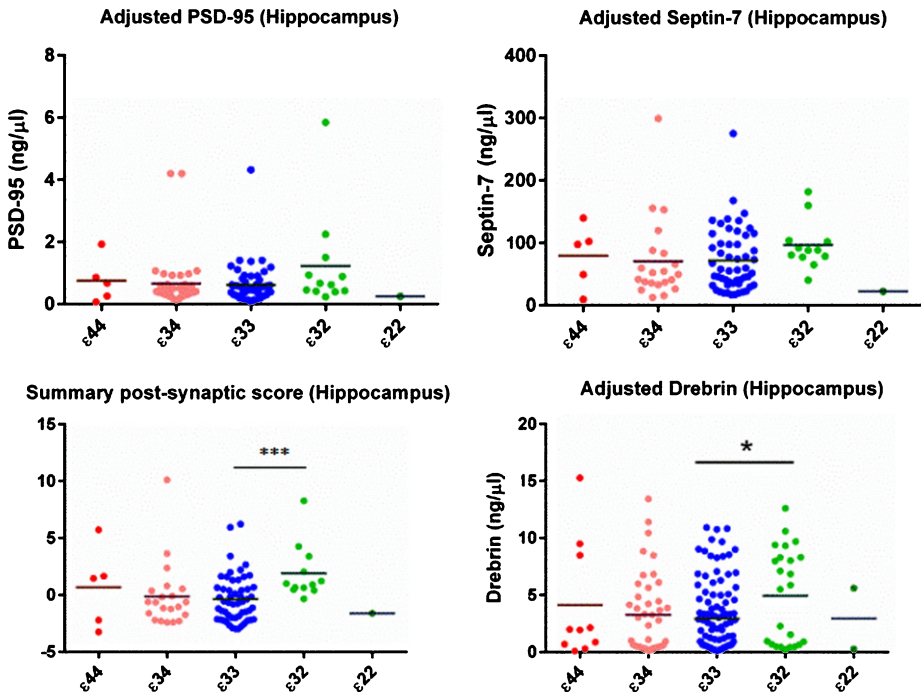 Adjusted PSD-95 (Hippocampus)
PSD-95 (ng/µl)
8
6
4
2
0
ε44
ε34
ε33
ε32
ε22
Adjusted Septin-7 (Hippocampus)
Septin-7 (ng/µl)
400
300
200
100
0
ε44
ε34
ε33
ε32
ε22
Summary post-synaptic score (Hippocampus)
15
10
5
0
-5
***
ε44
ε34
ε33
ε32
ε22
Adjusted Drebrin (Hippocampus)
Drebrin (ng/µl)
20
15
10
5
0
*
ε44
ε34
ε33
ε32
ε22